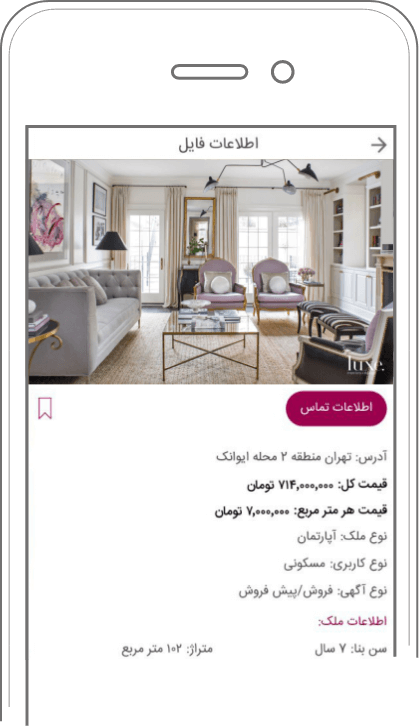 اطلاعات فایل
luxe.
اطلاعات تماس
آدرس: تهران منطقه ۲ محله ایوانک
قیمت کل: ۷۱۴,۰۰۰,۰۰۰ تومان
قیمت هر متر مربع: ۷,۰۰۰,۰۰۰ تومان
نوع ملک: آپارتمان
نوع کاربری: مسکونی
نوع آگهی: فروش/پیش فروش
اطلاعات ملک:
سن بنا: ۷ سال متراژ: ۱۰۲ متر مربع